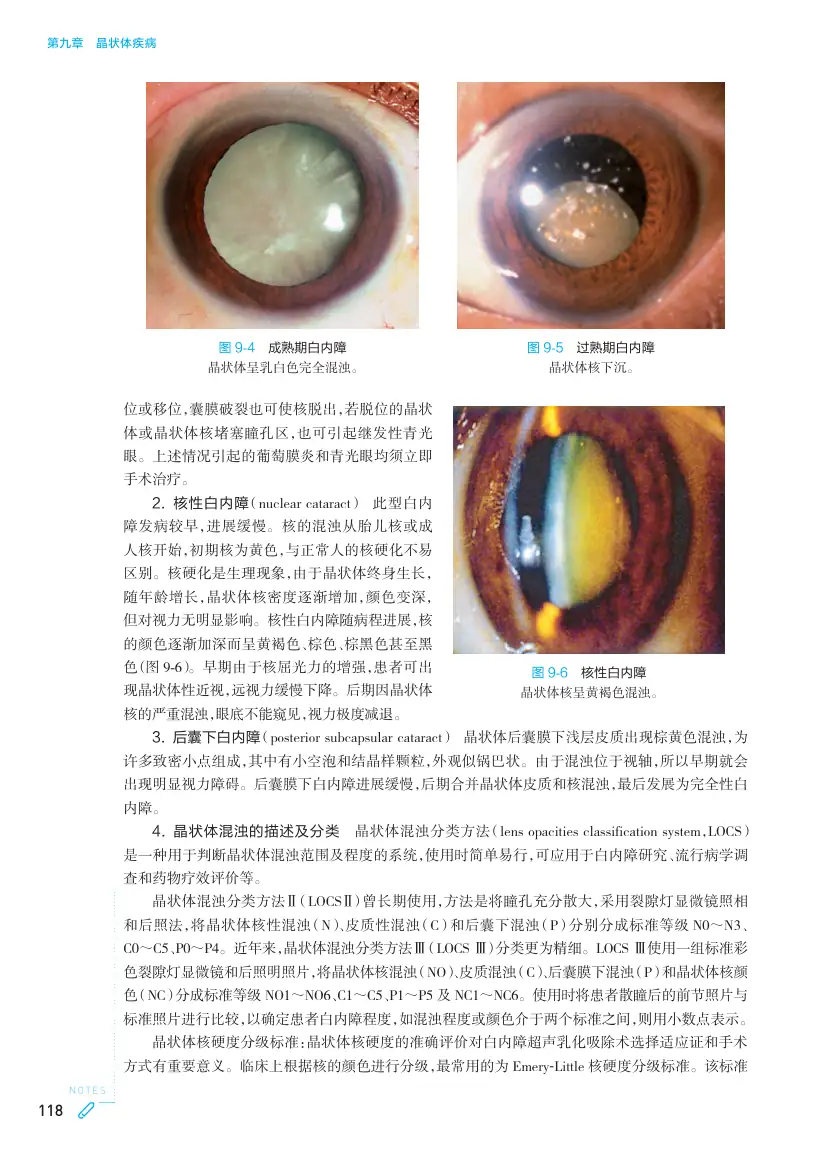 第九章 晶状体疾病
图 9-4 成熟期白内障
晶状体呈乳白色完全混浊。
图 9-5 过熟期白内障
晶状体核下沉。
位或移位,囊膜破裂也可使核脱出,若脱位的晶状
体或晶状体核堵塞瞳孔区,也可引起继发性青光
眼。上述情况引起的葡萄膜炎和青光眼均须立即
手术治疗。
2. 核性白内障(nuclear cataract) 此型白内
障发病较早,进展缓慢。核的混浊从胎儿核或成
人核开始,初期核为黄色,与正常人的核硬化不易
区别。核硬化是生理现象,由于晶状体终身生长,
随年龄增长,晶状体核密度逐渐增加,颜色变深,
但对视力无明显影响。核性白内障随病程进展,核
的颜色逐渐加深而呈黄褐色、棕色、棕黑色甚至黑
色(图 9-6)。早期由于核屈光力的增强,患者可出
现晶状体性近视,远视力缓慢下降。后期因晶状体
核的严重混浊,眼底不能窥见,视力极度减退。
图 9-6 核性白内障
晶状体核呈黄褐色混浊。
3. 后囊下白内障(posterior subcapsular cataract) 晶状体后囊膜下浅层皮质出现棕黄色混浊,为
许多致密小点组成,其中有小空泡和结晶样颗粒,外观似锅巴状。由于混浊位于视轴,所以早期就会
出现明显视力障碍。后囊膜下白内障进展缓慢,后期合并晶状体皮质和核混浊,最后发展为完全性白
内障。
4. 晶状体混浊的描述及分类 晶状体混浊分类方法(lens opacities classification system,LOCS)
是一种用于判断晶状体混浊范围及程度的系统,使用时简单易行,可应用于白内障研究、流行病学调
查和药物疗效评价等。
晶状体混浊分类方法Ⅱ(LOCSⅡ)曾长期使用,方法是将瞳孔充分散大,采用裂隙灯显微镜照相
和后照法,将晶状体核性混浊(N)、皮质性混浊(C)和后囊下混浊(P)分别分成标准等级 N0~N3、
C0~C5、P0~P4。近年来,晶状体混浊分类方法Ⅲ(LOCS Ⅲ)分类更为精细。LOCS Ⅲ使用一组标准彩
色裂隙灯显微镜和后照明照片,将晶状体核混浊(NO)、皮质混浊(C)、后囊膜下混浊(P)和晶状体核颜
色(NC)分成标准等级 NO1~NO6、C1~C5、P1~P5 及 NC1~NC6。使用时将患者散瞳后的前节照片与
标准照片进行比较,以确定患者白内障程度,如混浊程度或颜色介于两个标准之间,则用小数点表示。
晶状体核硬度分级标准:晶状体核硬度的准确评价对白内障超声乳化吸除术选择适应证和手术
方式有重要意义。临床上根据核的颜色进行分级,最常用的为 Emery-Little 核硬度分级标准。该标准
NOTES
118